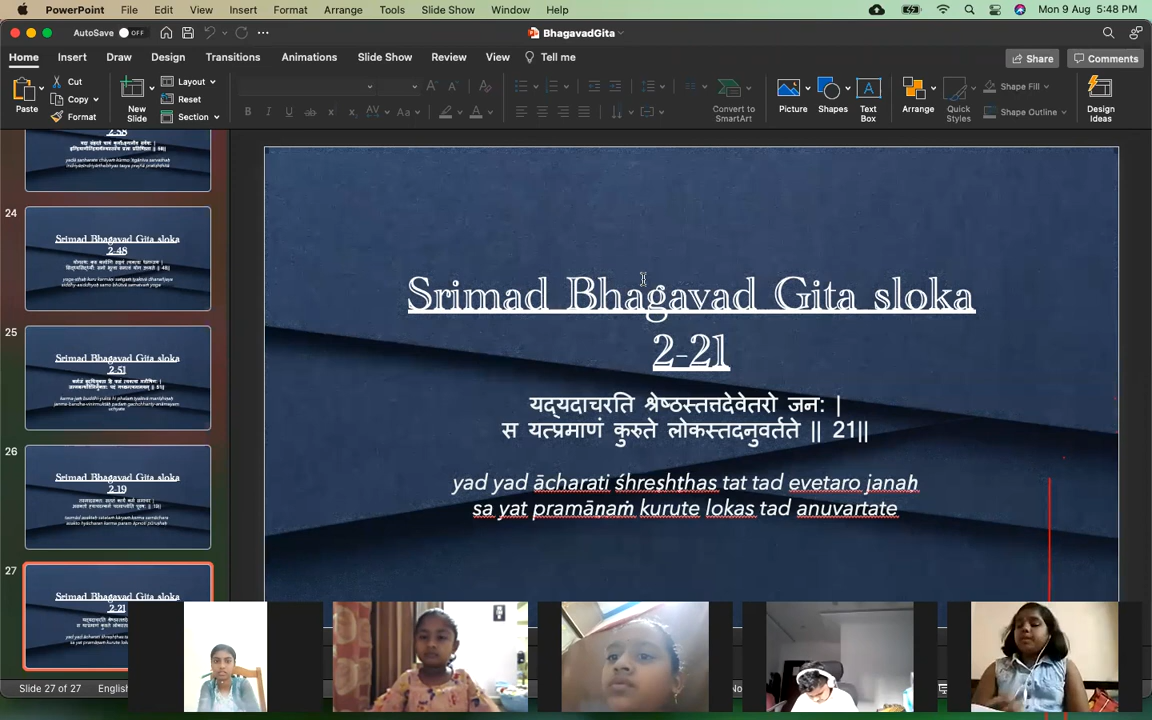 PowerPoint File Edit View Insert Format Arrange Tools Slide Show Window Help Mon 9 Aug 5:48 PM
AutoSave OFF BhagavadGita
Home Insert Draw Design Transitions Animations Slide Show Review View Tell me Share Comments
Paste Cut Copy Format New Slide Layout Reset Section Convert to SmartArt Picture Shapes Text Box Arrange Quick Styles Shape Fill Shape Outline Design Ideas
24
Srimad Bhagavad Gita sloka
2.48
25
Srimad Bhagavad Gita sloka
2.51
26
Srimad Bhagavad Gita sloka
2.19
27
Srimad Bhagavad Gita sloka
2-21
Srimad Bhagavad Gita sloka
2-21
यद्यदाचरति श्रेष्ठस्तत्तदेवेतरो जन: |
स यत्प्रमाणं कुरुते लोकस्तदनुवर्तते || 21||
yad yad ācharati śhreṣhṭhas tat tad evetaro janaḥ
sa yat pramāṇaṁ kurute lokas tad anuvartate
Slide 27 of 27 English